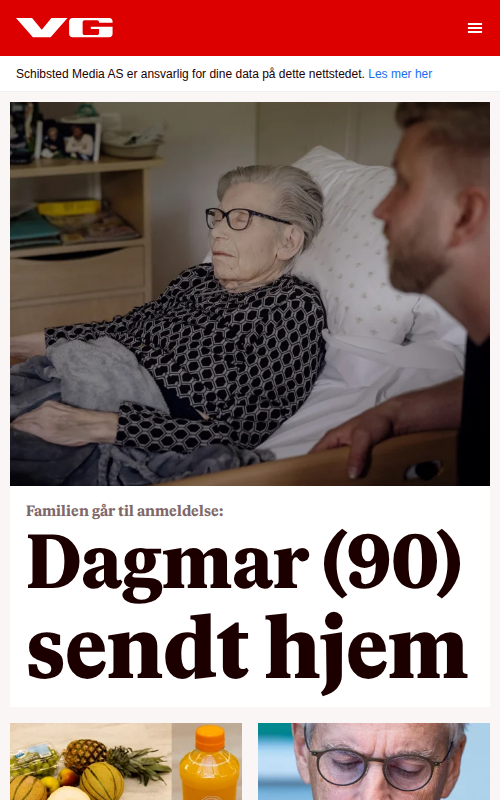 VG
Schibsted Media AS er ansvarlig for dine data på dette nettstedet. Les mer her
Familien går til anmeldelse:
Dagmar (90)
sendt hjem